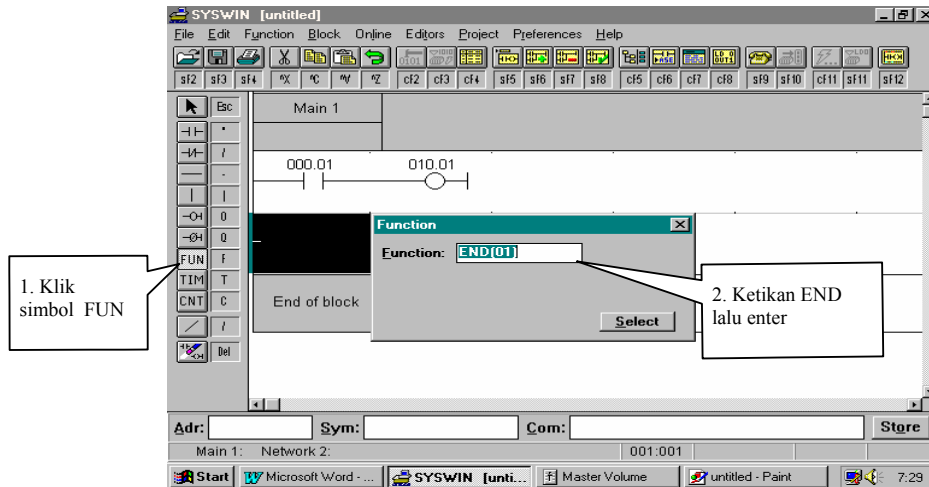 SYSWIN [untitled]
File Edit Function Block Online Editors Project Preferences Help
sf2 sf3 sf4 ^X ^C ^V ^Z cf2 cf3 cf4 sf5 sf6 sf7 sf8 cf5 cf6 cf7 cf8 sf9 sf10 cf11 sf11 sf12
Esc
Main 1
000.01 010.01
FUN F
TIM T
CNT C
Del
Function
Function: END(01)
Select
End of block
1. Klik
simbol FUN
2. Ketikan END
lalu enter
Adr: Sym: Com: Store
Main 1: Network 2: 001:001
Start Microsoft Word - ... SYSWIN [unti... Master Volume untitled - Paint 7:29